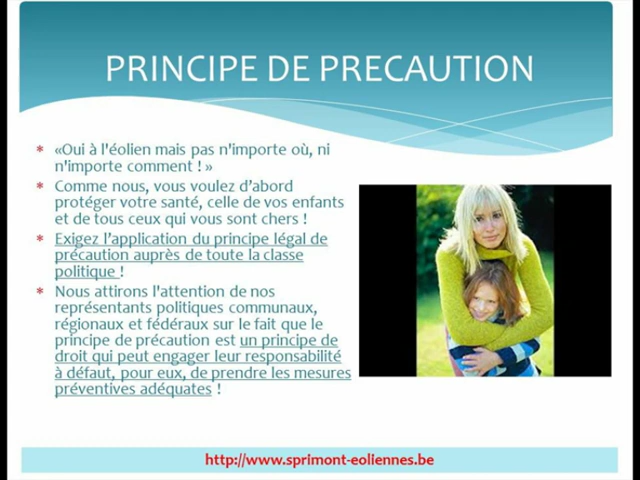 PRINCIPE DE PRECAUTION
* «Oui à l'éolien mais pas n'importe où, ni
n'importe comment ! »
* Comme nous, vous voulez d’abord
protéger votre santé, celle de vos enfants
et de tous ceux qui vous sont chers !
* Exigez l’application du principe légal de
précaution auprès de toute la classe
politique !
* Nous attirons l'attention de nos
représentants politiques communaux,
régionaux et fédéraux sur le fait que le
principe de précaution est un principe de
droit qui peut engager leur responsabilité
à défaut, pour eux, de prendre les mesures
préventives adéquates !
http://www.sprimont-eoliennes.be